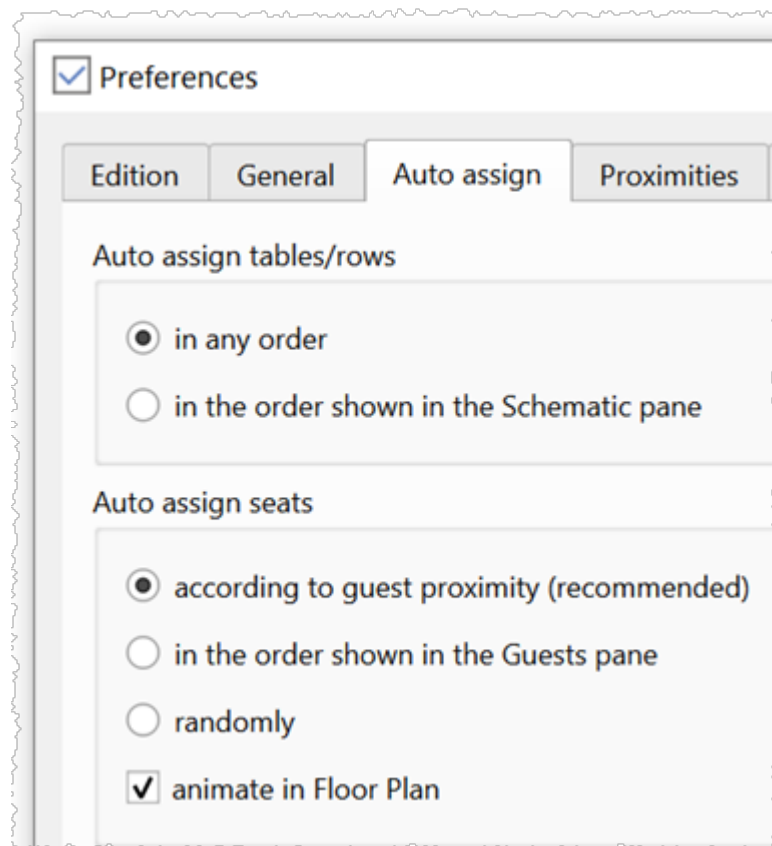 Preferences
Edition General Auto assign Proximities
Auto assign tables/rows
in any order
in the order shown in the Schematic pane
Auto assign seats
according to guest proximity (recommended)
in the order shown in the Guests pane
randomly
animate in Floor Plan